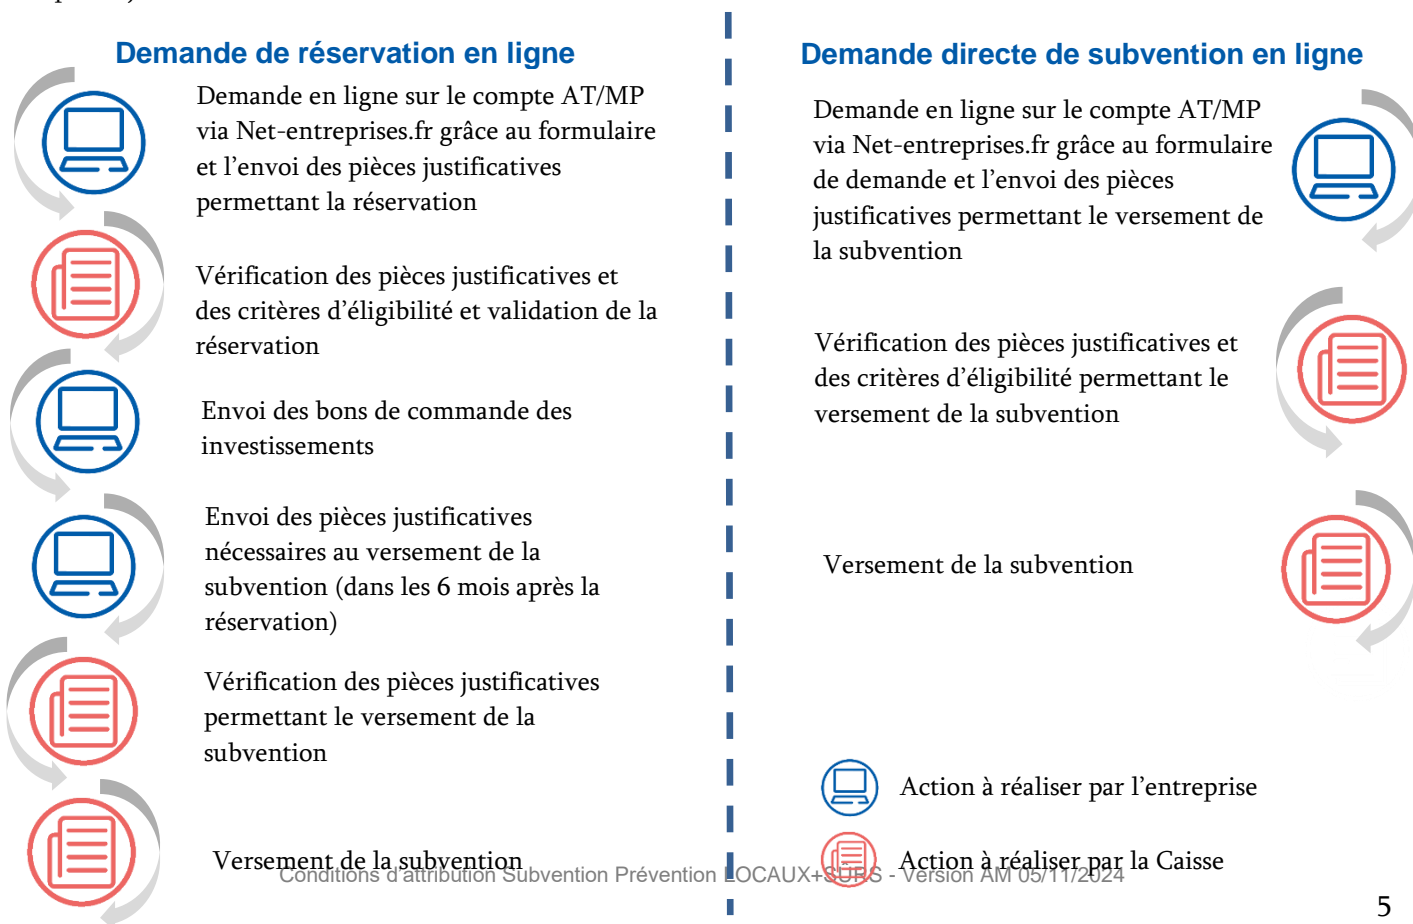 Demande de réservation en ligne
Demande en ligne sur le compte AT/MP
via Net-entreprises.fr grâce au formulaire
et l'envoi des pièces justificatives
permettant la réservation
Vérification des pièces justificatives et
des critères d'éligibilité et validation de la
réservation
Envoi des bons de commande des
investissements
Envoi des pièces justificatives
nécessaires au versement de la
subvention (dans les 6 mois après la
réservation)
Vérification des pièces justificatives
permettant le versement de la
subvention
Versement de la subvention
Demande directe de subvention en ligne
Demande en ligne sur le compte AT/MP
via Net-entreprises.fr grâce au formulaire
de demande et l'envoi des pièces
justificatives permettant le versement de
la subvention
Vérification des pièces justificatives et
des critères d'éligibilité permettant le
versement de la subvention
Versement de la subvention
Action à réaliser par l'entreprise
Action à réaliser par la Caisse
Conditions d'attribution Subvention Prévention LOCAUX+SÛRS - Version AM 05/11/2024
5